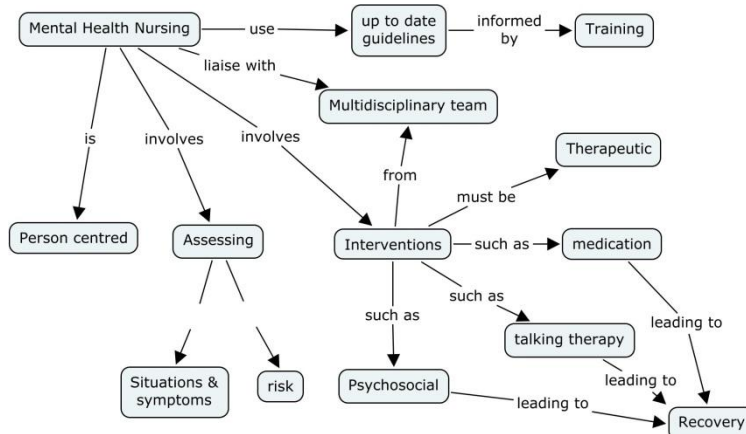 Mental Health Nursing
use
up to date
guidelines
informed
by
Training
liaise with
Multidisciplinary team
is
involves
involves
from
Therapeutic
must be
Person centred
Assessing
Interventions
such as
medication
such as
such as
leading to
talking therapy
Situations &
symptoms
risk
Psychosocial
leading to
leading to
Recovery